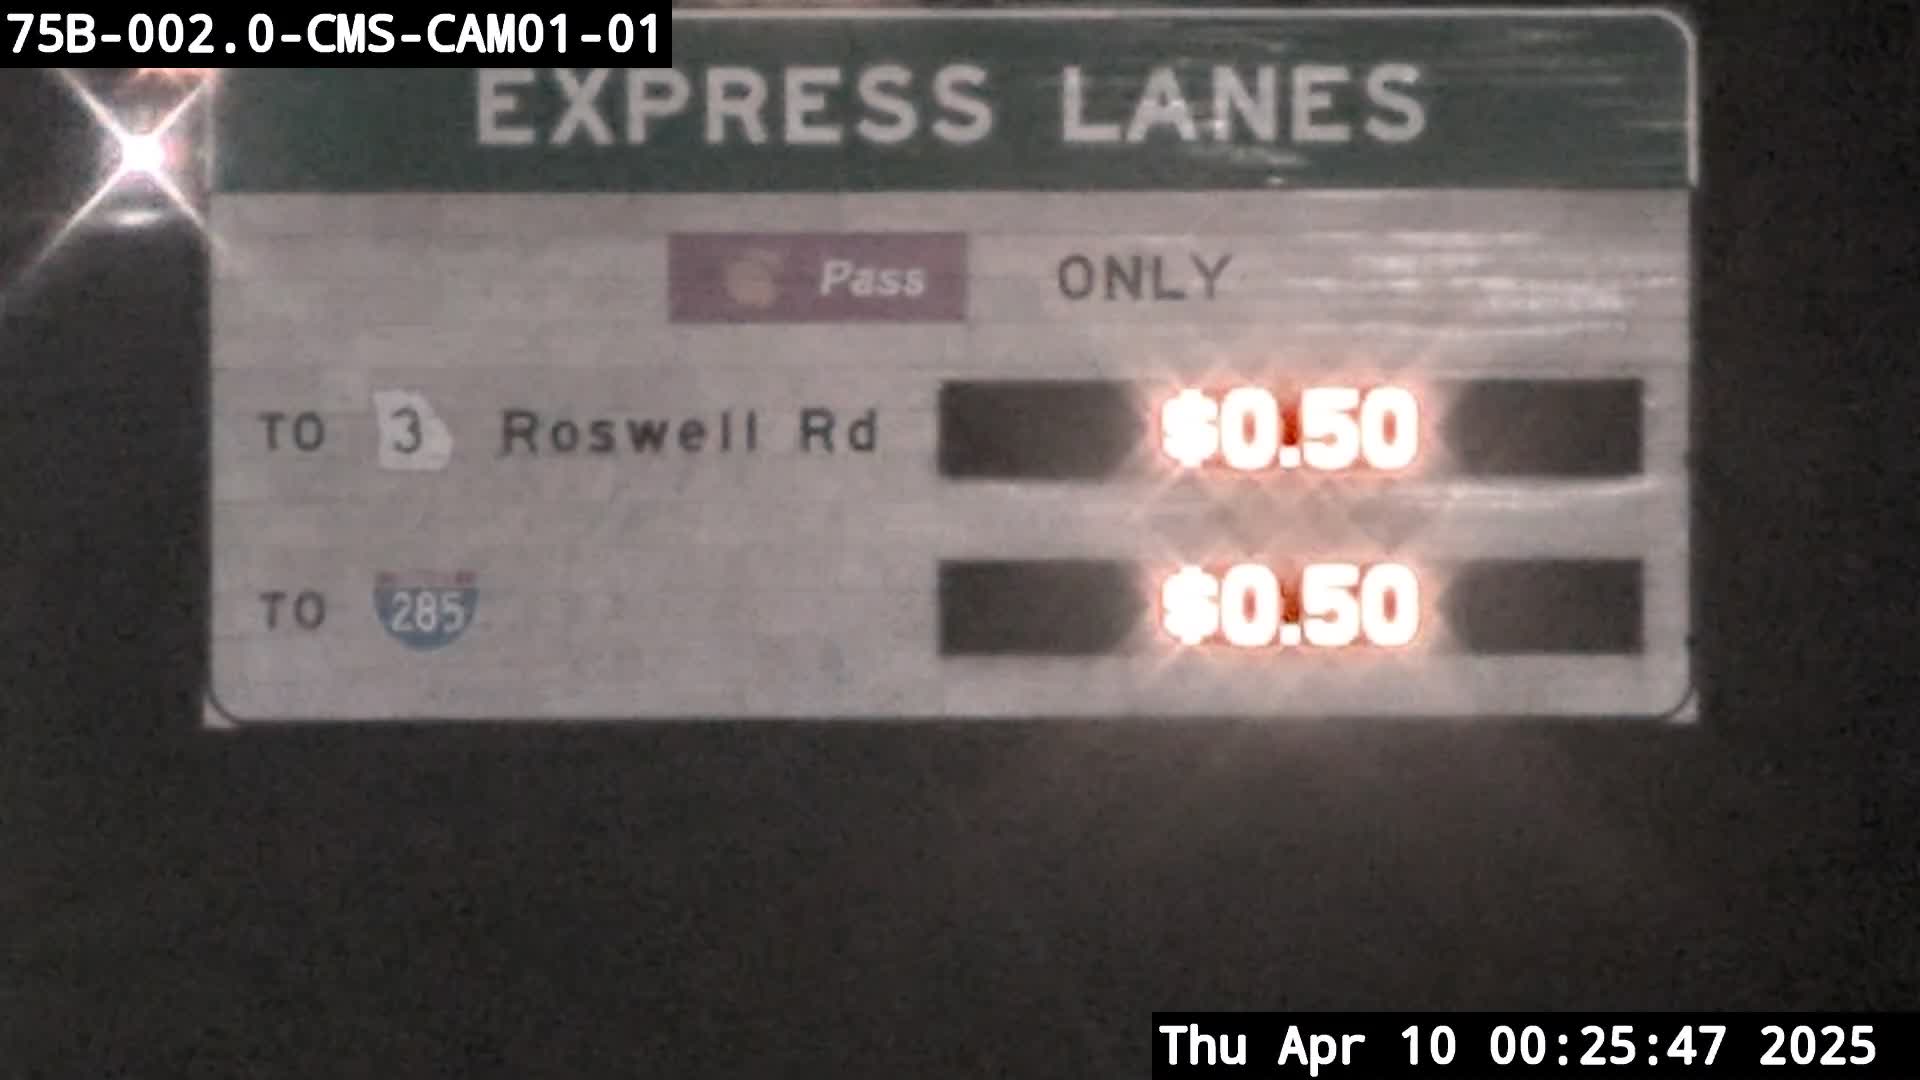 75B-002.0-CMS-CAM01-01
EXPRESS LANES
Pass ONLY
TO 3 Roswell Rd $0.50
TO 285 $0.50
Thu Apr 10 00:25:47 2025